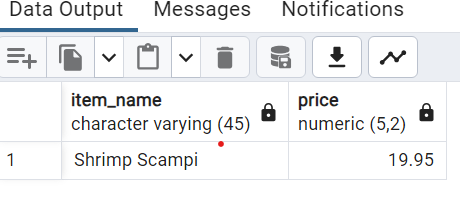 Data Output Messages Notifications
item_name price
character varying (45) numeric (5,2)
1 Shrimp Scampi 19.95